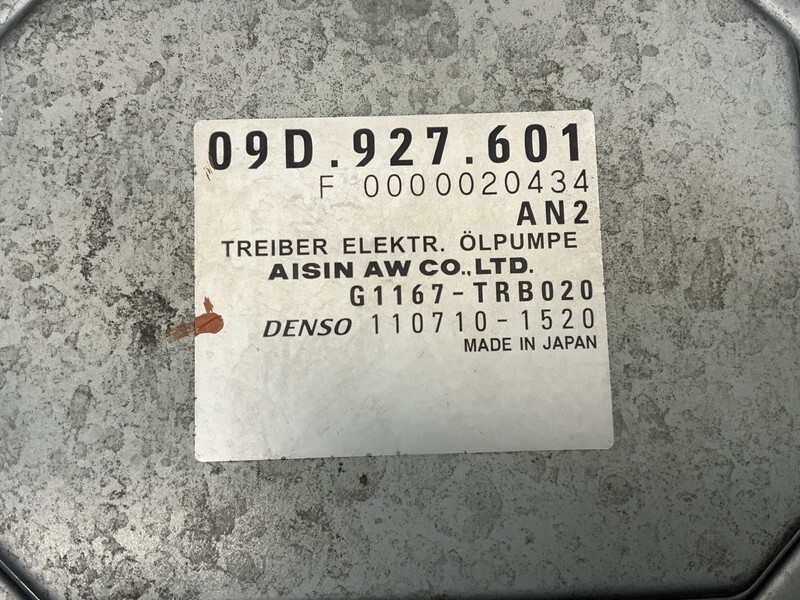 09D.927.601
F 0000020434
AN2
TREIBER ELEKTR. ÖLPUMPE
AISIN AW CO.,LTD.
G1167-TRB020
DENSO 110710-1520
MADE IN JAPAN